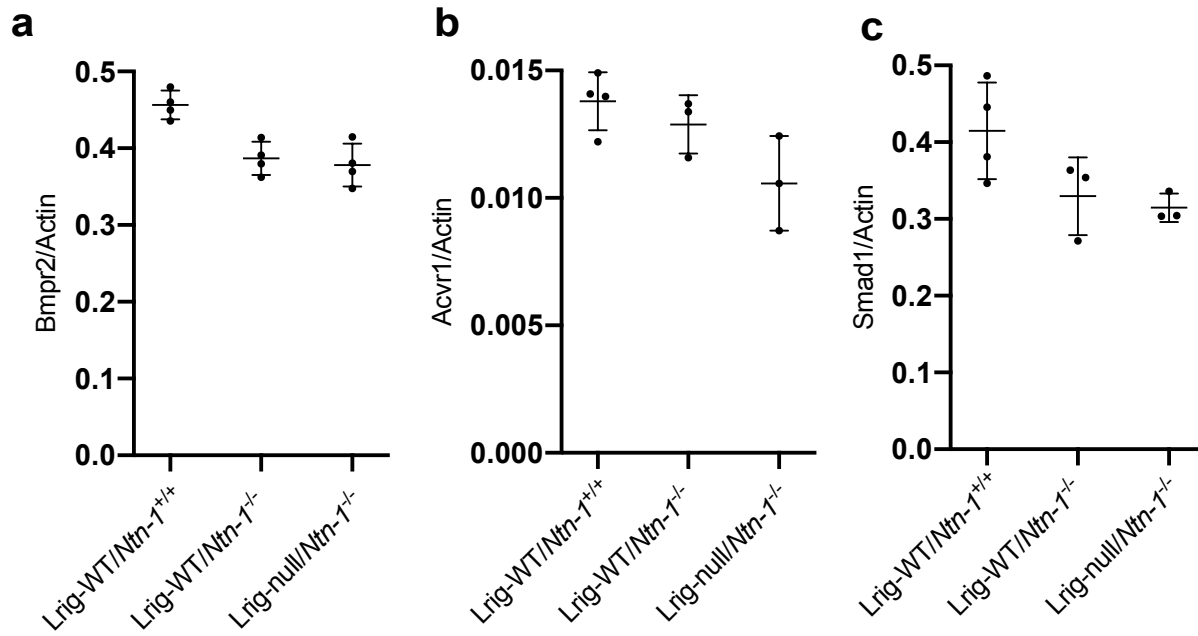 a
Bmpr2/Actin
0.5
0.4
0.3
0.2
0.1
0.0
Lrig-WT/Ntn-1+/+
Lrig-WT/Ntn-1-/-
Lrig-null/Ntn-1-/-
b
Acvr1/Actin
0.015
0.010
0.005
0.000
Lrig-WT/Ntn-1+/+
Lrig-WT/Ntn-1-/-
Lrig-null/Ntn-1-/-
c
Smad1/Actin
0.5
0.4
0.3
0.2
0.1
0.0
Lrig-WT/Ntn-1+/+
Lrig-WT/Ntn-1-/-
Lrig-null/Ntn-1-/-